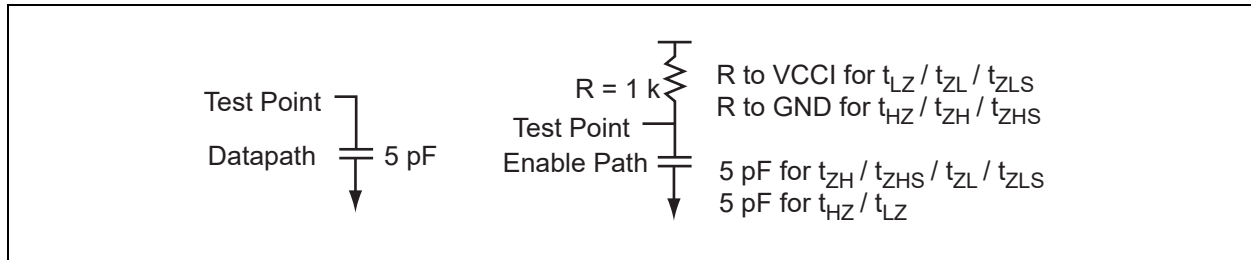 Test Point
Datapath 5 pF
R = 1 k
Test Point
Enable Path
R to VCCI for tLZ / tZL / tZLS
R to GND for tHZ / tZH / tZHS
5 pF for tZH / tZHS / tZL / tZLS
5 pF for tHZ / tLZ